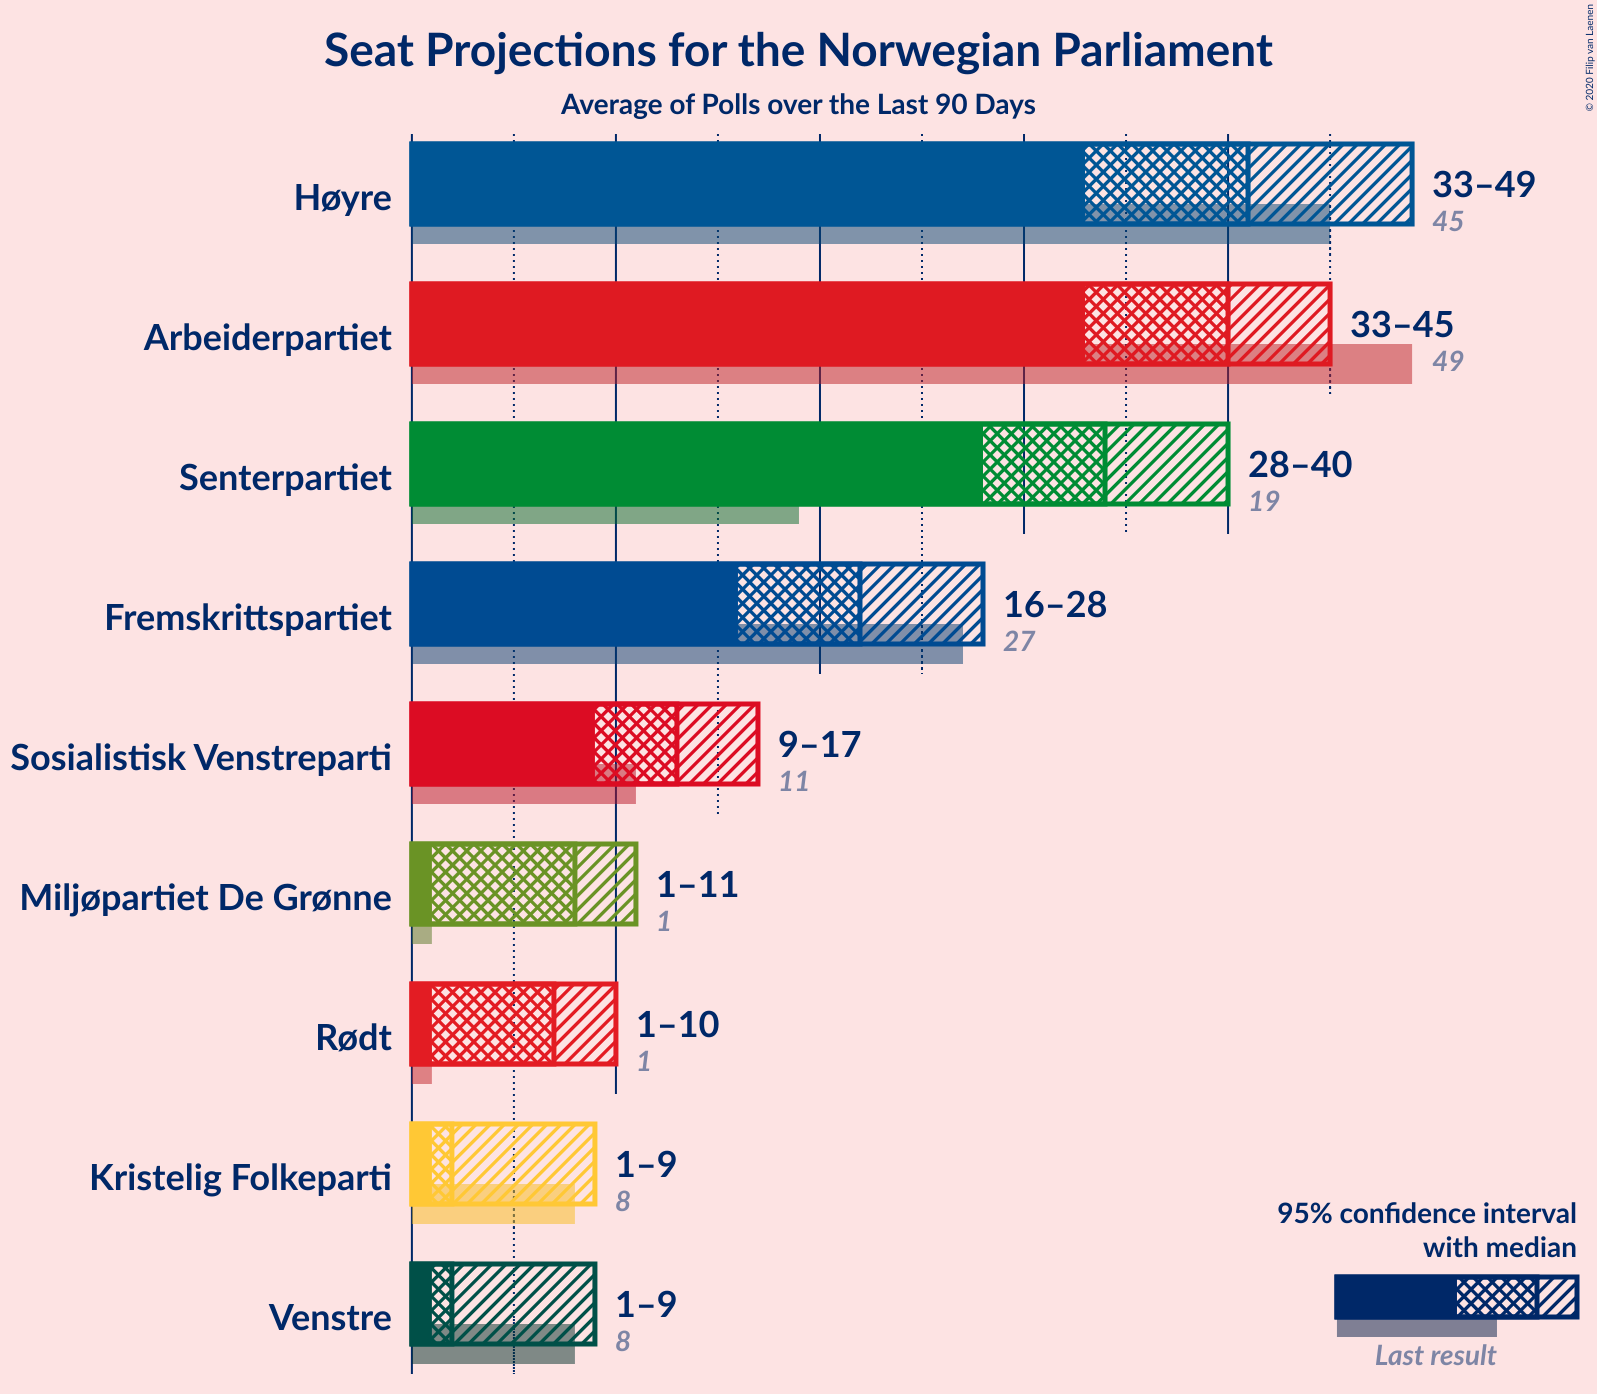 Seat Projections for the Norwegian Parliament
Average of Polls over the Last 90 Days
© 2020 Filip van Laenen
Høyre
33–49
45
Arbeiderpartiet
33–45
49
Senterpartiet
28–40
19
Fremskrittspartiet
16–28
27
Sosialistisk Venstreparti
9–17
11
Miljøpartiet De Grønne
1–11
1
Rødt
1–10
1
Kristelig Folkeparti
1–9
8
Venstre
1–9
8
95% confidence interval
with median
Last result